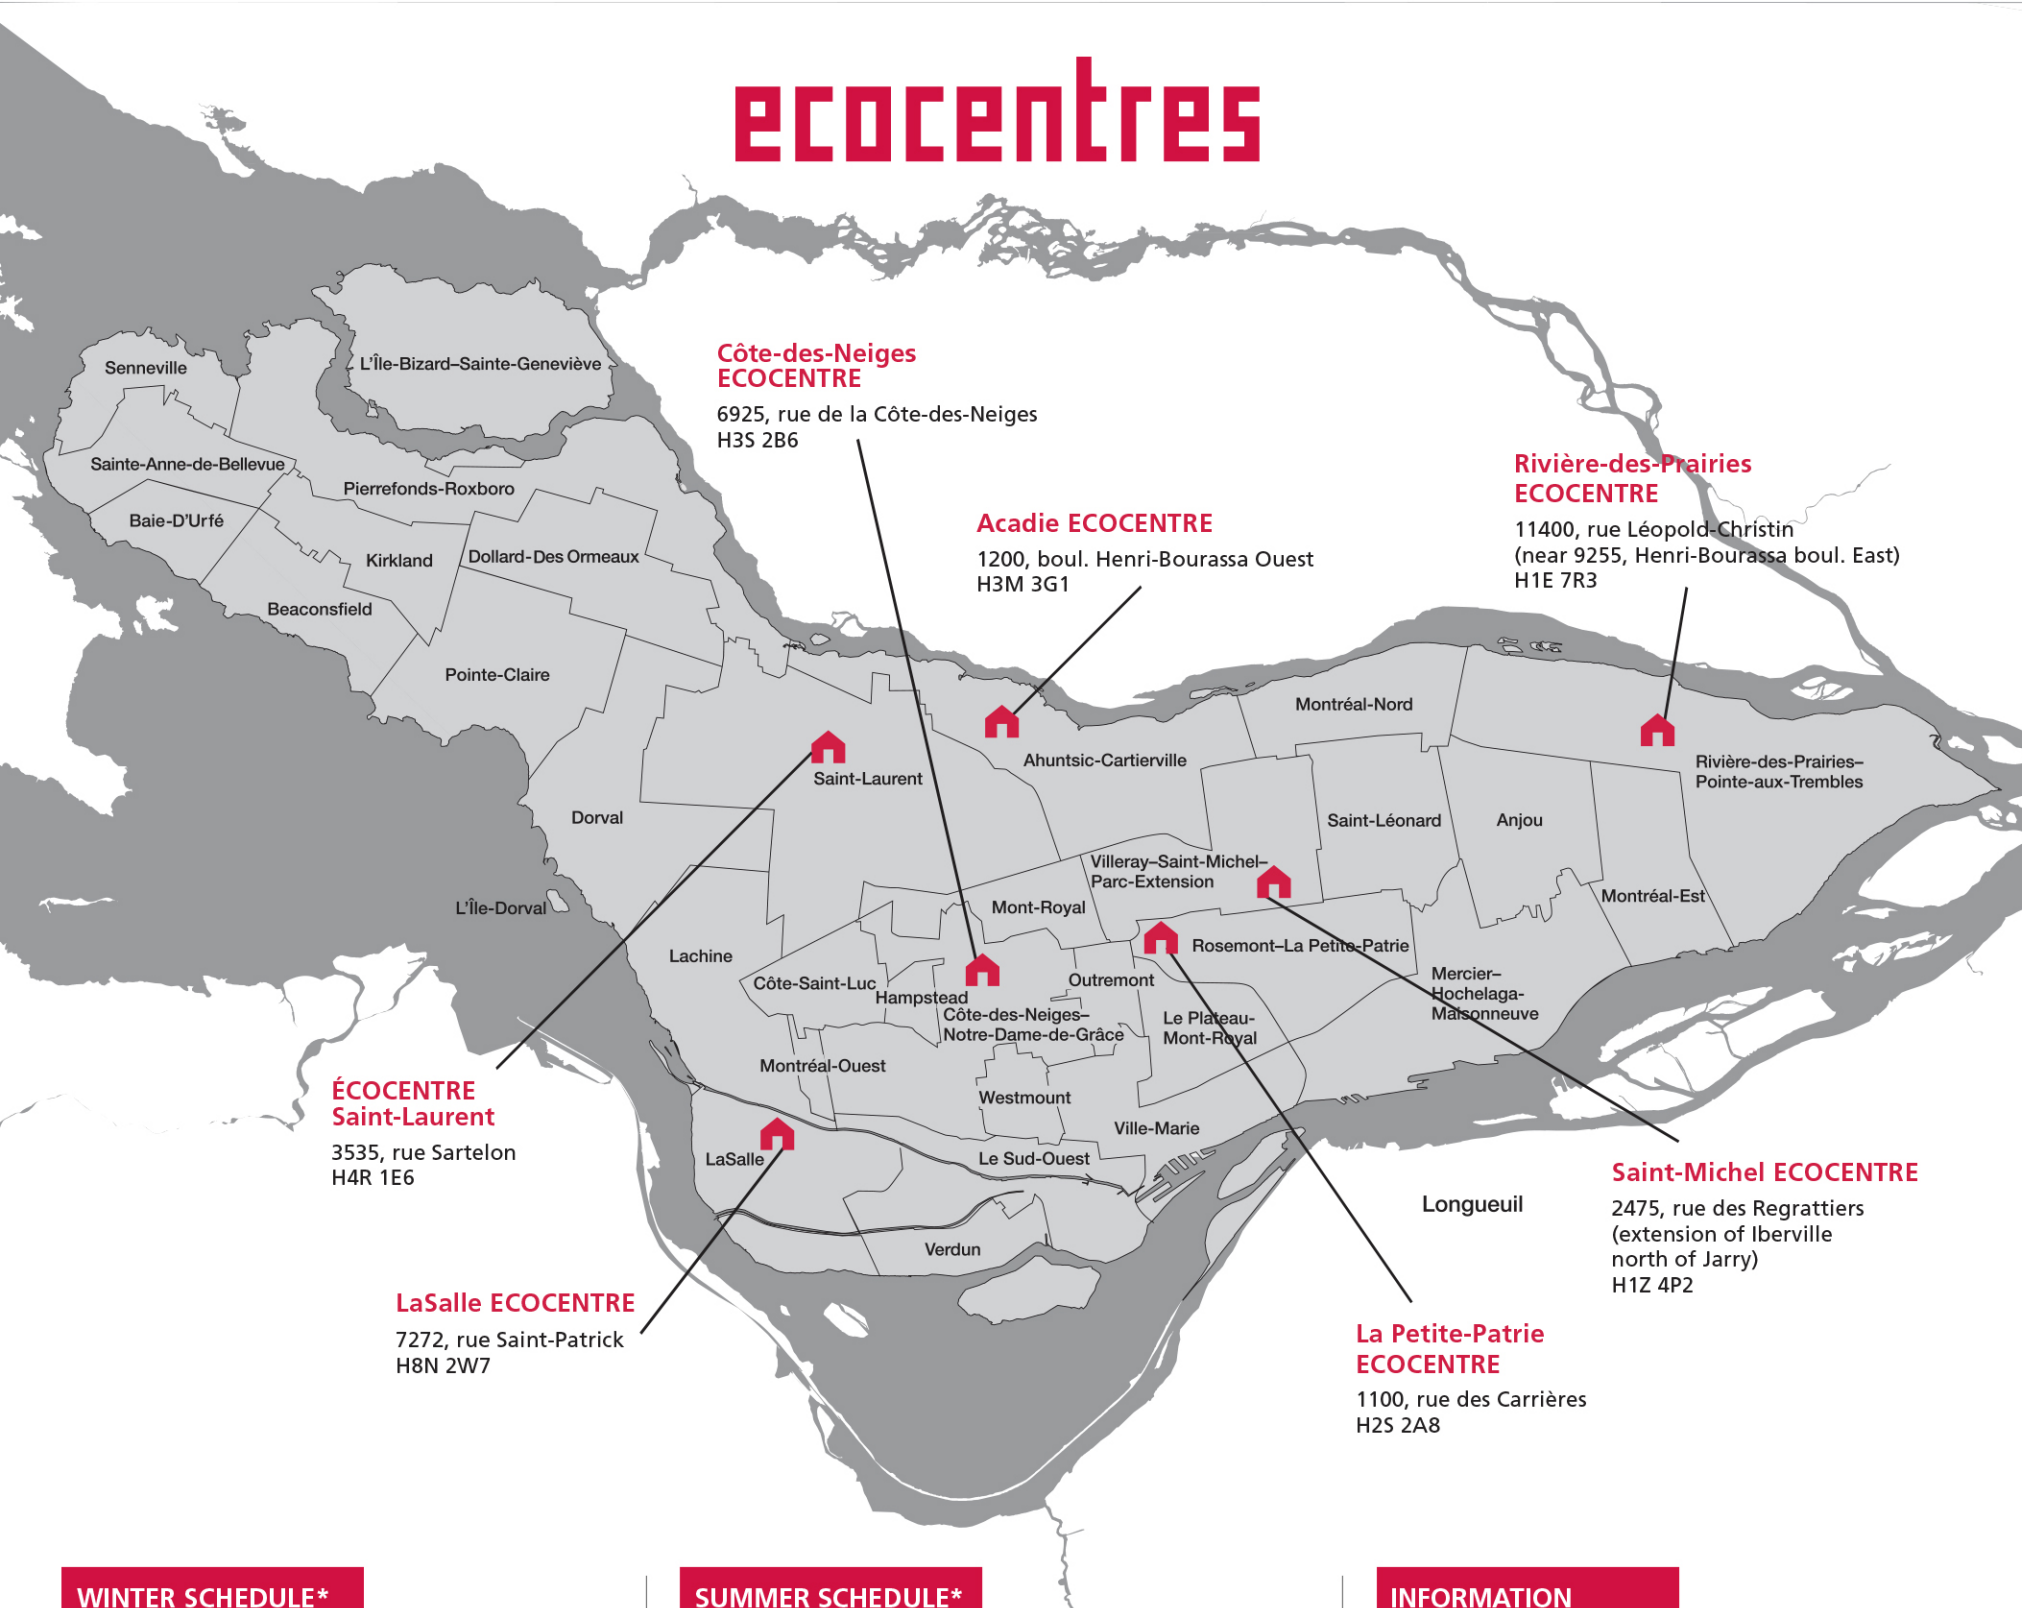 ecocentres
Côte-des-Neiges
ECOCENTRE
6925, rue de la Côte-des-Neiges
H3S 2B6
Acadie ECOCENTRE
1200, boul. Henri-Bourassa Ouest
H3M 3G1
Rivière-des-Prairies
ECOCENTRE
11400, rue Léopold-Christin
(near 9255, Henri-Bourassa boul. East)
H1E 7R3
Senneville
L'Île-Bizard–Sainte-Geneviève
Sainte-Anne-de-Bellevue
Pierrefonds-Roxboro
Baie-D'Urfé
Kirkland
Dollard-Des Ormeaux
Beaconsfield
Pointe-Claire
Montréal-Nord
Ahuntsic-Cartierville
Rivière-des-Prairies–
Pointe-aux-Trembles
Saint-Laurent
Dorval
Saint-Léonard
Anjou
Villeray–Saint-Michel–
Parc-Extension
Montréal-Est
L'Île-Dorval
Mont-Royal
Rosemont–La Petite-Patrie
Lachine
Côte-Saint-Luc
Hampstead
Outremont
Mercier–
Hochelaga-
Maisonneuve
Côte-des-Neiges–
Notre-Dame-de-Grâce
Le Plateau-
Mont-Royal
Montréal-Ouest
Westmount
Ville-Marie
LaSalle
Le Sud-Ouest
Verdun
Longueuil
ÉCOCENTRE
Saint-Laurent
3535, rue Sartelon
H4R 1E6
Saint-Michel ECOCENTRE
2475, rue des Regrattiers
(extension of Iberville
north of Jarry)
H1Z 4P2
LaSalle ECOCENTRE
7272, rue Saint-Patrick
H8N 2W7
La Petite-Patrie
ECOCENTRE
1100, rue des Carrières
H2S 2A8
WINTER SCHEDULE*
SUMMER SCHEDULE*
INFORMATION